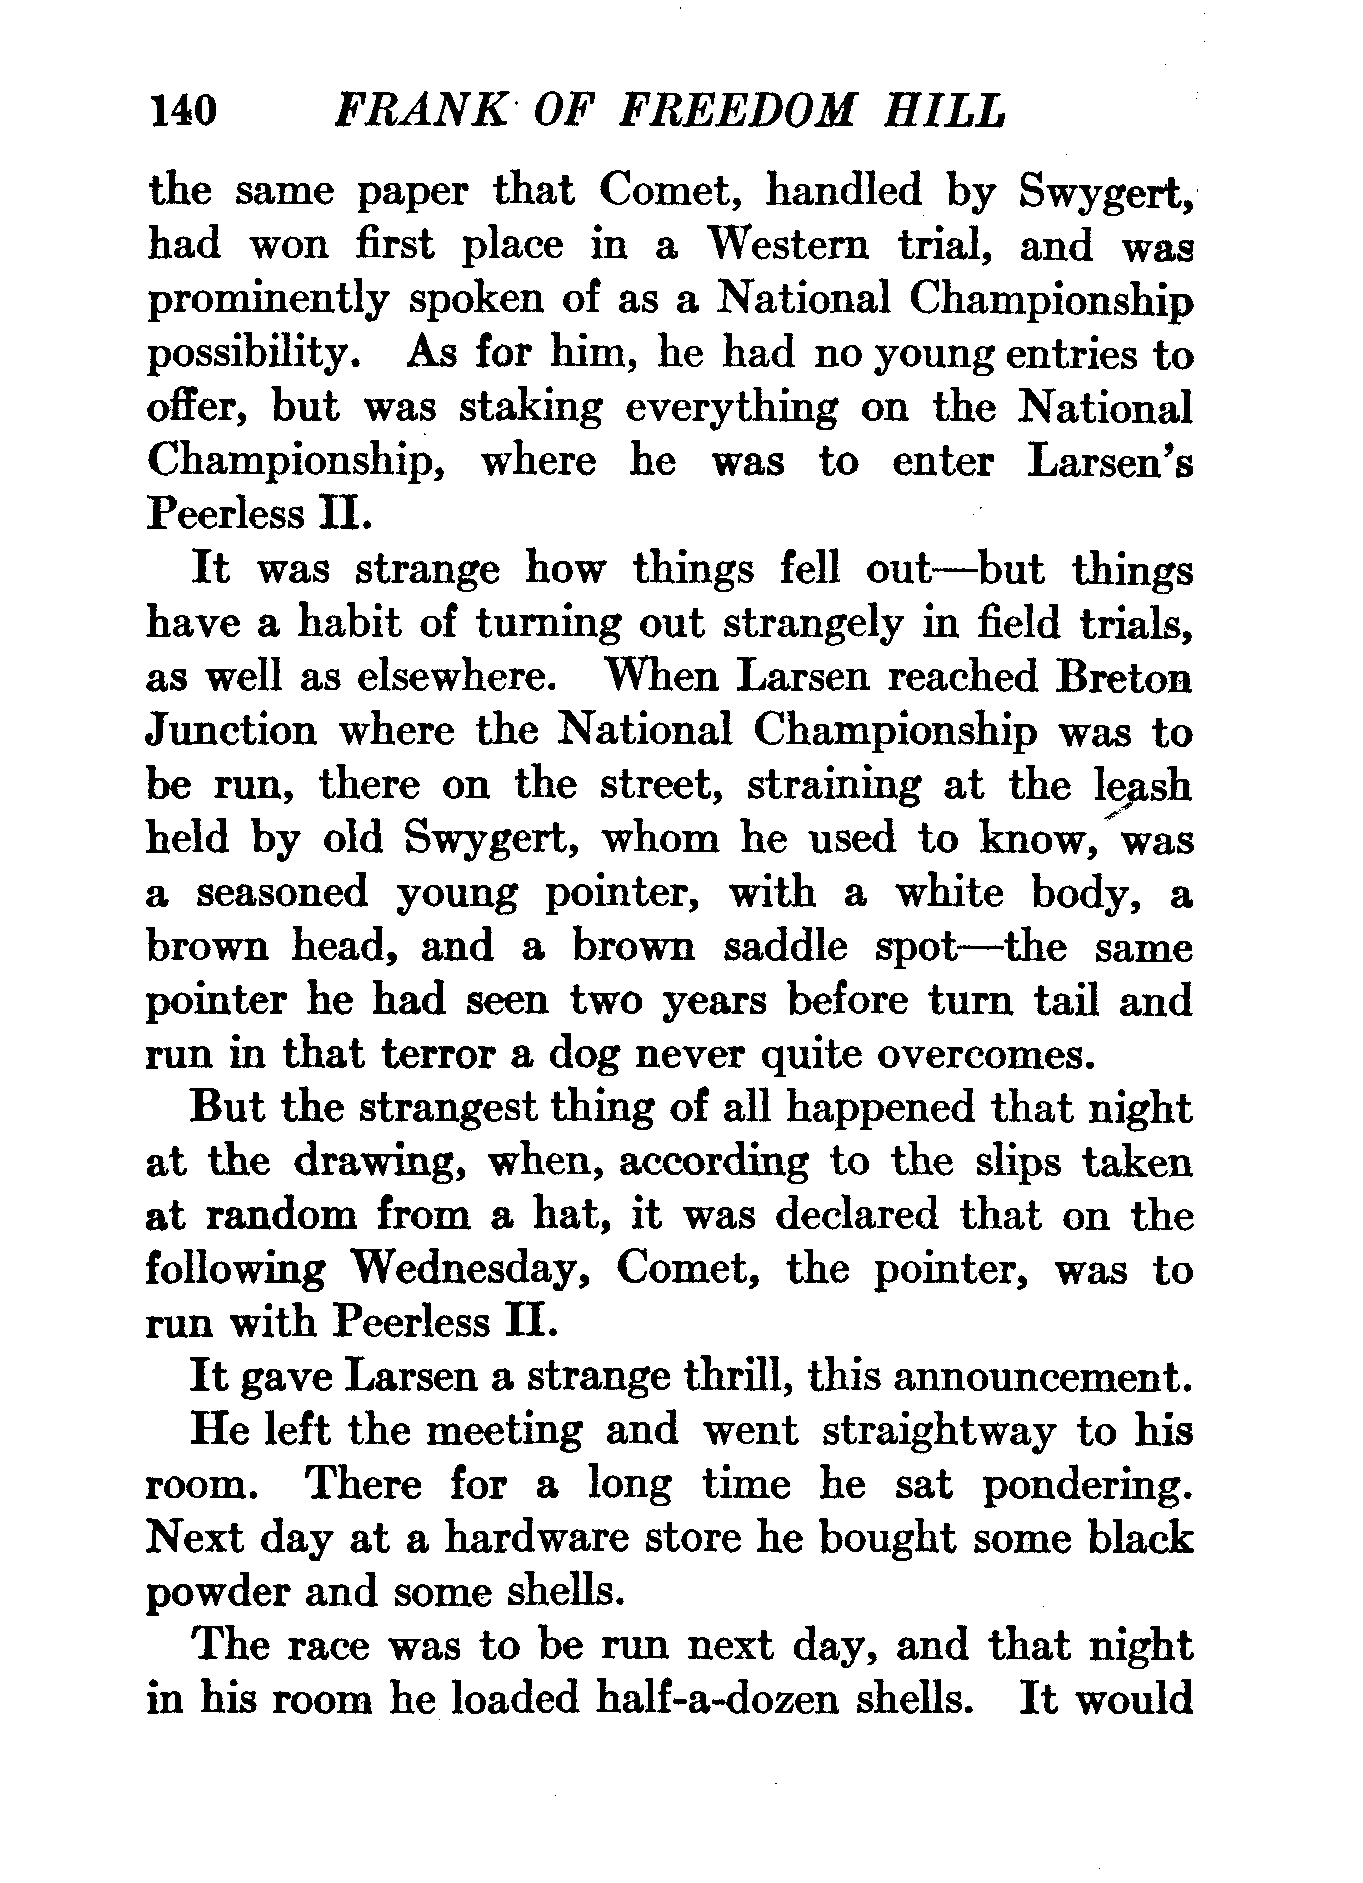 140 FRANK OF FREEDOM HILL
the same paper that Comet, handled by Swygert,
had won first place in a Western trial, and was
prominently spoken of as a National Championship
possibility. As for him, he had no young entries to
offer, but was staking everything on the National
Championship, where he was to enter Larsen's
Peerless II.
It was strange how things fell out—but things
have a habit of turning out strangely in field trials,
as well as elsewhere. When Larsen reached Breton
Junction where the National Championship was to
be run, there on the street, straining at the leash
held by old Swygert, whom he used to know, was
a seasoned young pointer, with a white body, a
brown head, and a brown saddle spot—the same
pointer he had seen two years before turn tail and
run in that terror a dog never quite overcomes.
But the strangest thing of all happened that night
at the drawing, when, according to the slips taken
at random from a hat, it was declared that on the
following Wednesday, Comet, the pointer, was to
run with Peerless II.
It gave Larsen a strange thrill, this announcement.
He left the meeting and went straightway to his
room. There for a long time he sat pondering.
Next day at a hardware store he bought some black
powder and some shells.
The race was to be run next day, and that night
in his room he loaded half-a-dozen shells. It would